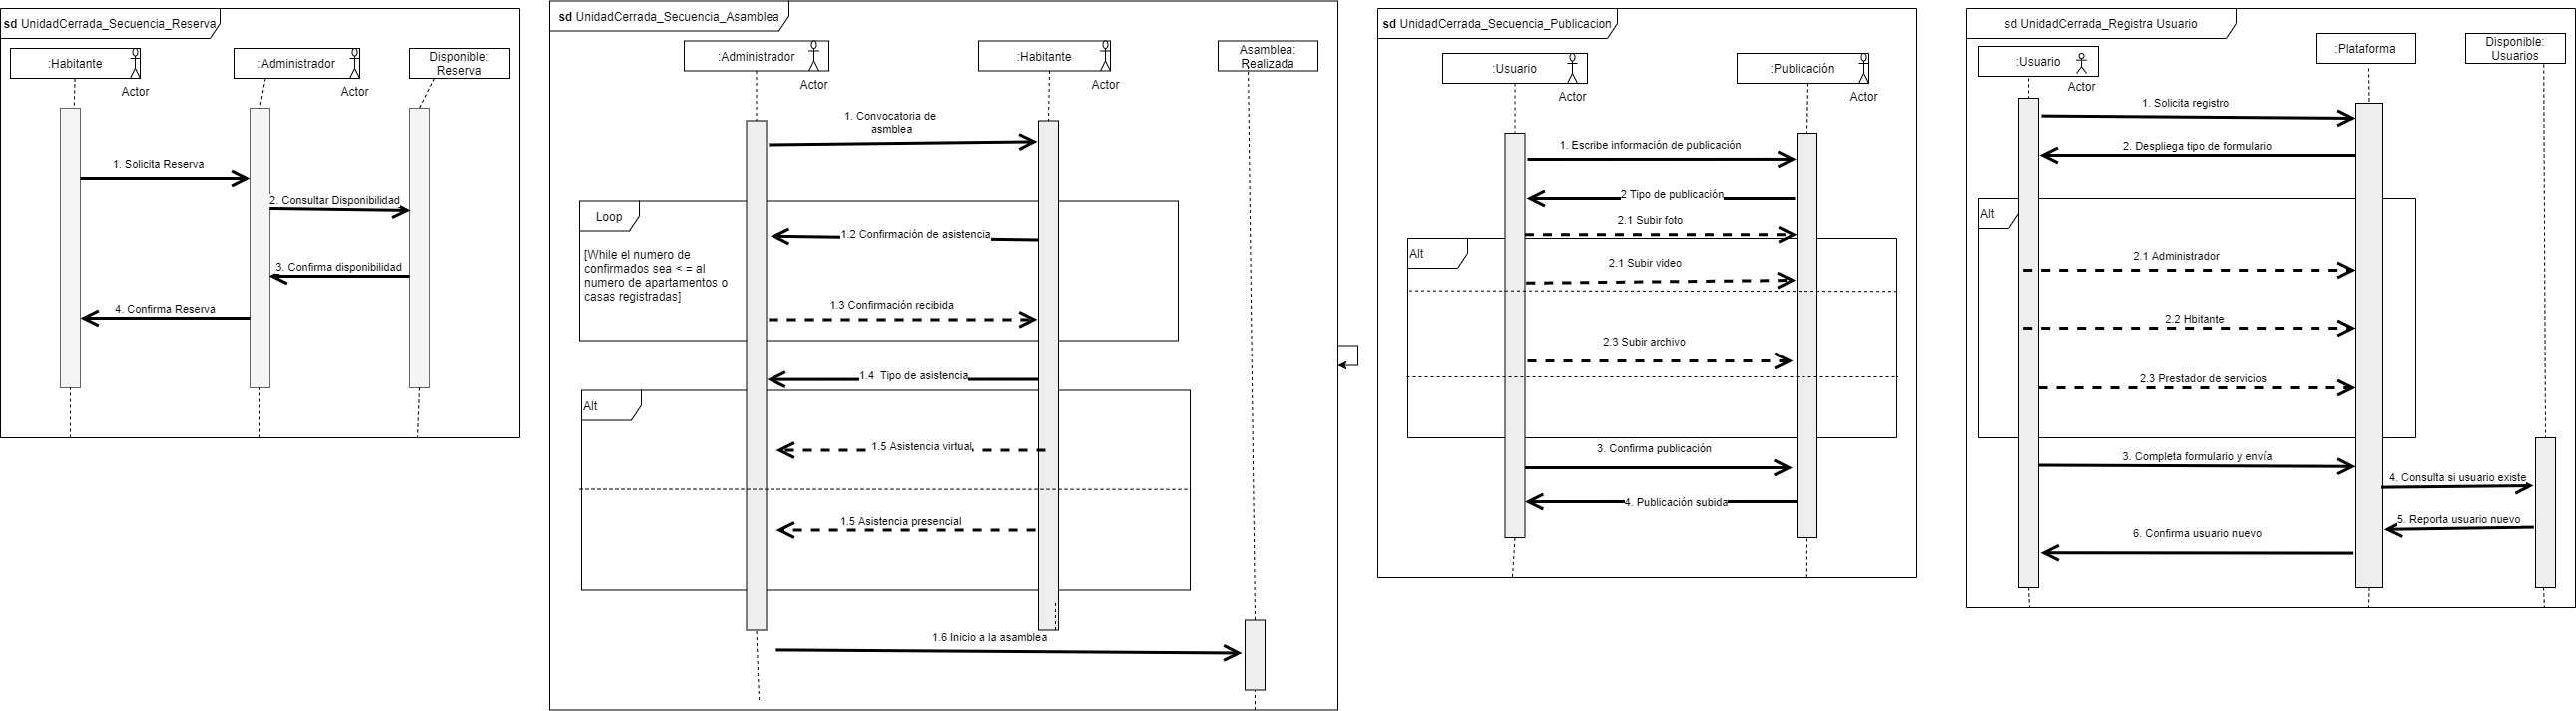 sd UnidadCerrada_Secuencia_Reserva
:Habitante
Actor
:Administrador
Actor
Disponible:
Reserva
1. Solicita Reserva
2. Consultar Disponibilidad
3. Confirma disponibilidad
4. Confirma Reserva
sd UnidadCerrada_Secuencia_Asamblea
:Administrador
Actor
:Habitante
Actor
Asamblea:
Realizada
1. Convocatoria de
asmblea
Loop
1.2 Confirmación de asistencia
[While el numero de
confirmados sea < = al
numero de apartamentos o
casas registradas]
1.3 Confirmación recibida
1.4 Tipo de asistencia
Alt
1.5 Asistencia virtual
1.5 Asistencia presencial
1.6 Inicio a la asamblea
sd UnidadCerrada_Secuencia_Publicacion
:Usuario
Actor
:Publicación
Actor
1. Escribe información de publicación
2 Tipo de publicación
2.1 Subir foto
Alt
2.1 Subir video
2.3 Subir archivo
3. Confirma publicación
4. Publicación subida
sd UnidadCerrada_Registra Usuario
:Usuario
Actor
:Plataforma
Disponible:
Usuarios
1. Solicita registro
2. Despliega tipo de formulario
Alt
2.1 Administrador
2.2 Hbitante
2.3 Prestador de servicios
3. Completa formulario y envía
4. Consulta si usuario existe
5. Reporta usuario nuevo
6. Confirma usuario nuevo